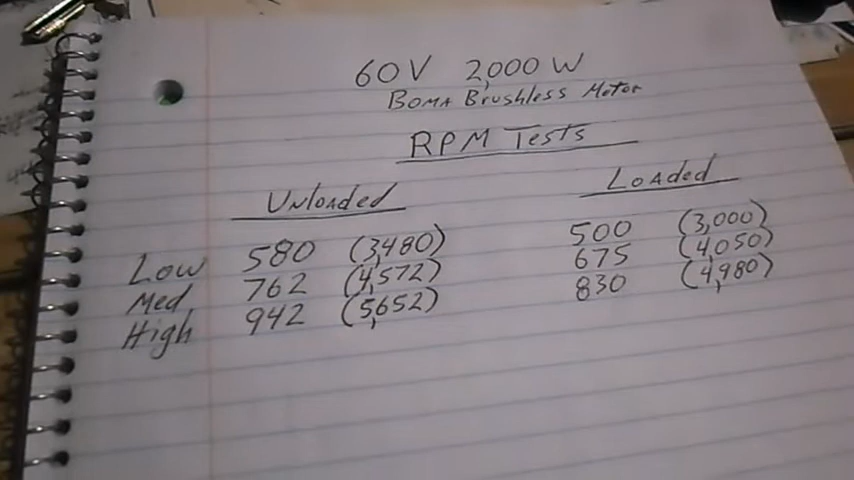 60V 2,000 W
BOMA Brushless Motor
RPM Tests
Unloaded Loaded
Low 580 (3,480) 500 (3,000)
Med 762 (4,572) 675 (4,050)
High 942 (5,652) 830 (4,980)